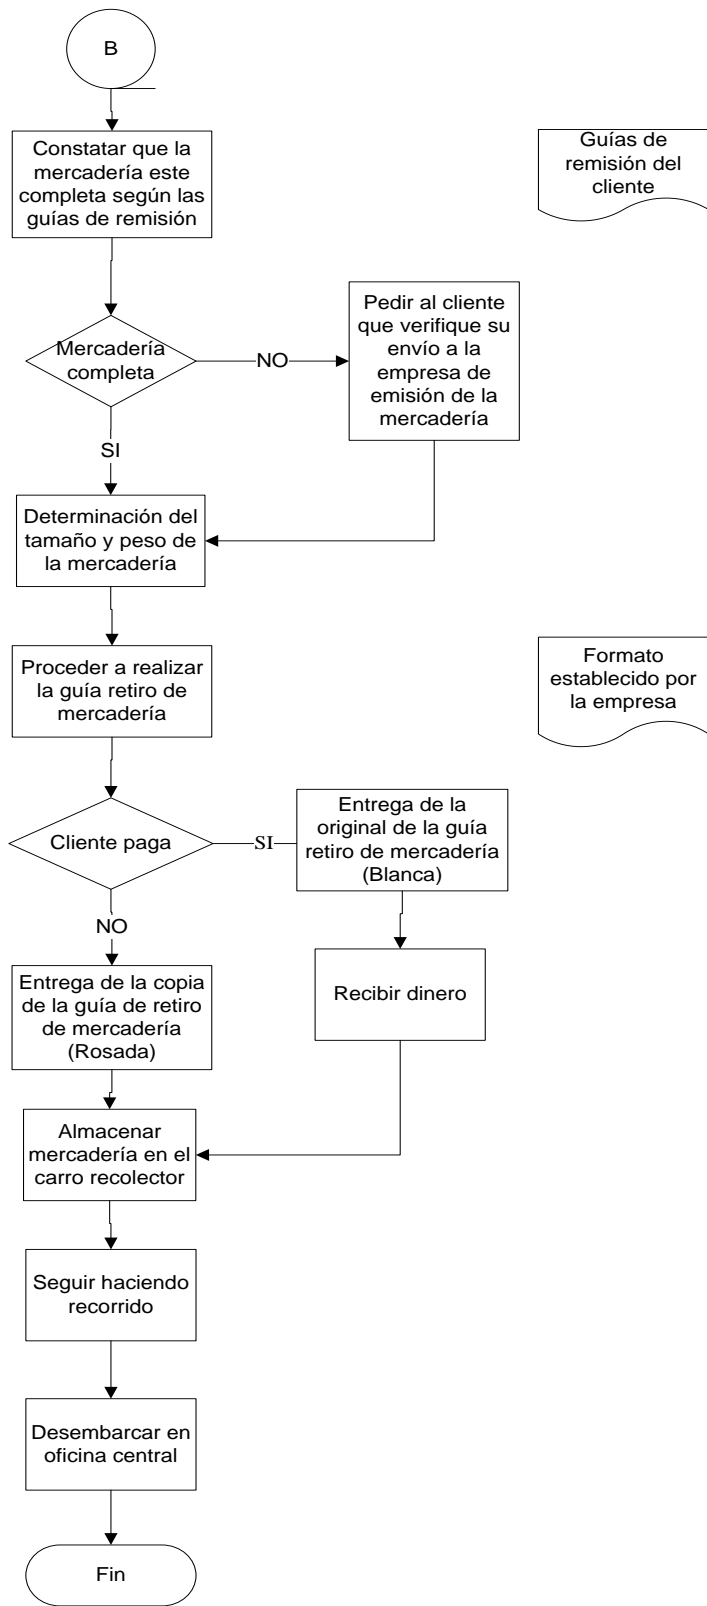 B
Constatar que la
mercadería este
completa según las
guías de remisión
Guías de
remisión del
cliente
Mercadería
completa
NO
Pedir al cliente
que verifique su
envío a la
empresa de
emisión de la
mercadería
SI
Determinación del
tamaño y peso de
la mercadería
Proceder a realizar
la guía retiro de
mercadería
Formato
establecido por
la empresa
Cliente paga
SI
Entrega de la
original de la guía
retiro de mercadería
(Blanca)
NO
Entrega de la copia
de la guía de retiro
de mercadería
(Rosada)
Recibir dinero
Almacenar
mercadería en el
carro recolector
Seguir haciendo
recorrido
Desembarcar en
oficina central
Fin